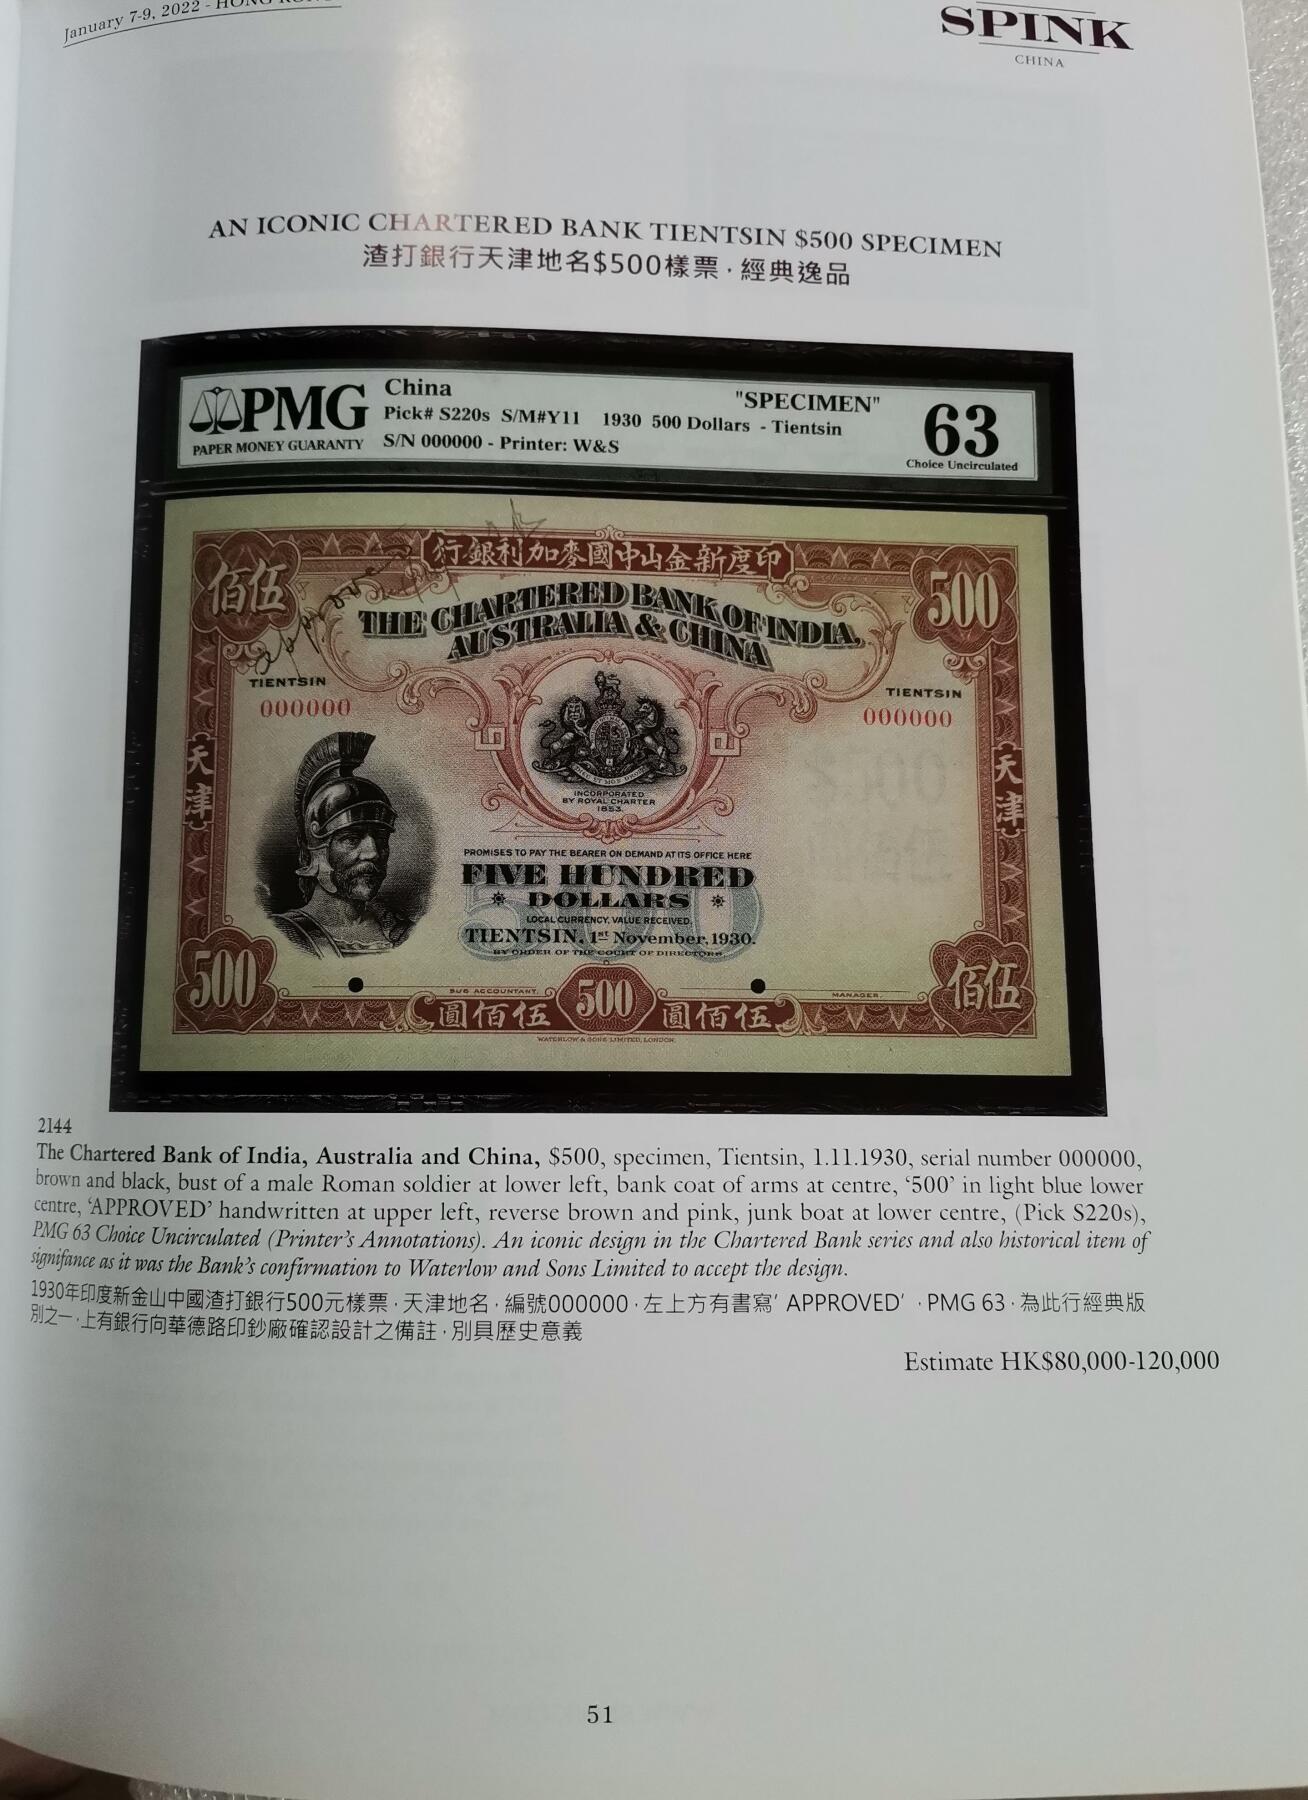 January 7-9, 2022 - HONG KONG
SPINK
CHINA
AN ICONIC CHARTERED BANK TIENTSIN $500 SPECIMEN
渣打銀行天津地名$500樣票，經典逸品
PMG
PAPER MONEY GUARANTY
China
Pick# S220s S/M#Y11 1930 500 Dollars - Tientsin
S/N 000000 - Printer: W&S
"SPECIMEN"
63
Choice Uncirculated
行銀利加麥國中山金新度印
佰伍
500
Approved
THE CHARTERED BANK OF INDIA,
AUSTRALIA & CHINA
TIENTSIN
000000
TIENTSIN
000000
天津
天津
INCORPORATED
BY ROYAL CHARTER
1853.
PROMISES TO PAY THE BEARER ON DEMAND AT ITS OFFICE HERE
FIVE HUNDRED
DOLLARS
500
LOCAL CURRENCY, VALUE RECEIVED.
TIENTSIN, 1st November, 1930.
BY ORDER OF THE COURT OF DIRECTORS.
SUB ACCOUNTANT.
MANAGER.
500
圓佰伍
500
圓佰伍
佰伍
WATERLOW & SONS LIMITED, LONDON.
2144
The Chartered Bank of India, Australia and China, $500, specimen, Tientsin, 1.11.1930, serial number 000000,
brown and black, bust of a male Roman soldier at lower left, bank coat of arms at centre, '500' in light blue lower
centre, 'APPROVED' handwritten at upper left, reverse brown and pink, junk boat at lower centre, (Pick S220s),
PMG 63 Choice Uncirculated (Printer's Annotations). An iconic design in the Chartered Bank series and also historical item of
signifance as it was the Bank's confirmation to Waterlow and Sons Limited to accept the design.
1930年印度新金山中國渣打銀行500元樣票，天津地名，編號000000，左上方有書寫' APPROVED'，PMG 63，為此行經典版
別之一，上有銀行向華德路印鈔廠確認設計之備註，別具歷史意義
Estimate HK$80,000-120,000
51